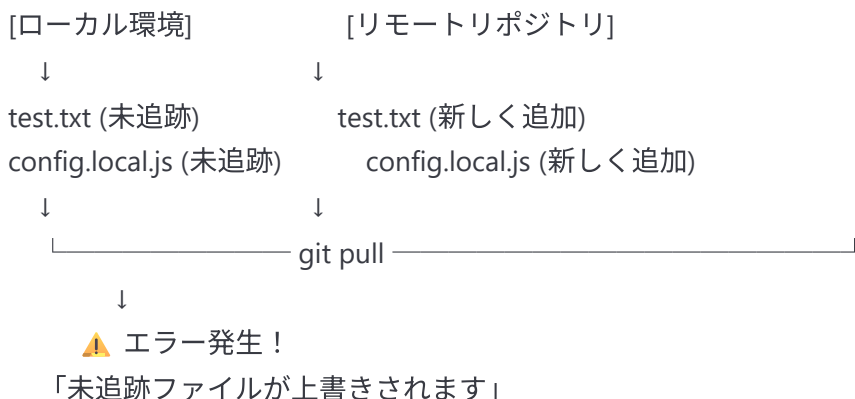 [ローカル環境] [リモートリポジトリ]
↓ ↓
test.txt (未追跡) test.txt (新しく追加)
config.local.js (未追跡) config.local.js (新しく追加)
↓ ↓
└──────── git pull ────────────────┘
↓
⚠️ エラー発生！
「未追跡ファイルが上書きされます」